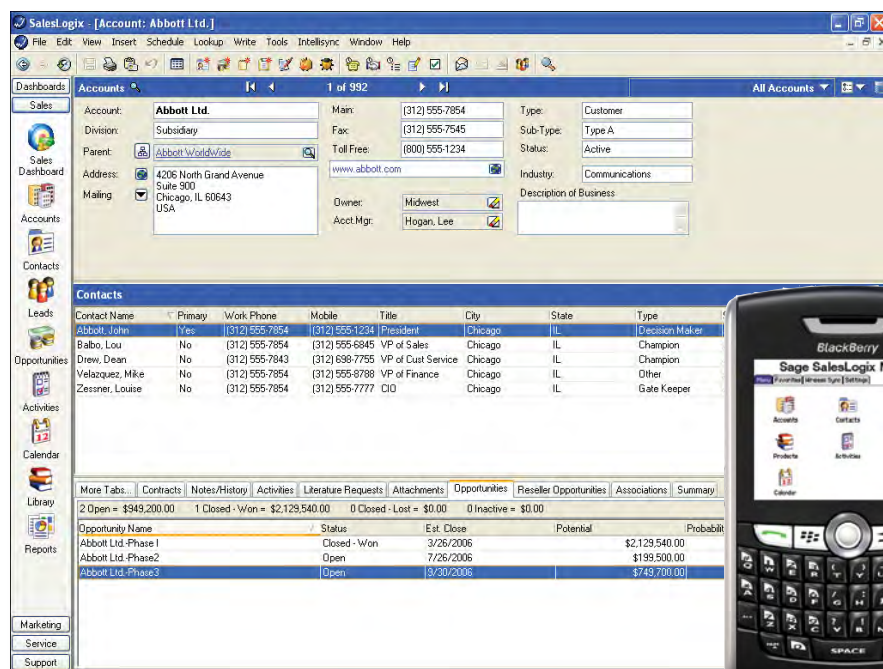 SalesLogix - [Account: Abbott Ltd.]
File Edit View Insert Schedule Lookup Write Tools Intellisync Window Help
Dashboards Accounts 1 of 992 All Accounts
Sales
Account: Abbott Ltd. Main: (312) 555-7854 Type: Customer
Division: Subsidiary Fax: (312) 555-7545 Sub-Type: Type A
Parent: Abbott WorldWide Toll Free: (800) 555-1234 Status: Active
Sales
Dashboard
Address: 4206 North Grand Avenue www.abbott.com Industry: Communications
Suite 900
Mailing Chicago, IL 60643 Description of Business
USA Owner: Midwest
Acct Mgr: Hogan, Lee
Accounts
Contacts
Leads
Opportunities
Activities
Calendar
Library
Reports
Marketing
Service
Support
Contacts
Contact Name Primary Work Phone Mobile Title City State Type
Abbott, John Yes (312) 555-7854 (312) 555-1234 President Chicago IL Decision Maker
Balbo, Lou No (312) 555-7854 (312) 555-6845 VP of Sales Chicago IL Champion
Drew, Dean No (312) 555-7843 (312) 698-7755 VP of Cust Service Chicago IL Champion
Velazquez, Mike No (312) 555-7854 (312) 555-8788 VP of Finance Chicago IL Other
Zessner, Louise No (312) 555-7854 (312) 555-7777 CIO Chicago IL Gate Keeper
More Tabs... Contracts Notes/History Activities Literature Requests Attachments Opportunities Reseller Opportunities Associations Summary
2 Open = $949,200.00 1 Closed - Won = $2,129,540.00 0 Closed - Lost = $0.00 0 Inactive = $0.00
Opportunity Name Status Est. Close Potential Probabilit
Abbott Ltd.-Phase1 Closed - Won 3/26/2006 $2,129,540.00
Abbott Ltd.-Phase2 Open 7/26/2006 $199,500.00
Abbott Ltd.-Phase3 Open 9/30/2006 $749,700.00
BlackBerry
Sage SalesLogix
Menu Favorites Wireless Sync Settings
Accounts Contacts
Products Activities
Calendar
SPACE